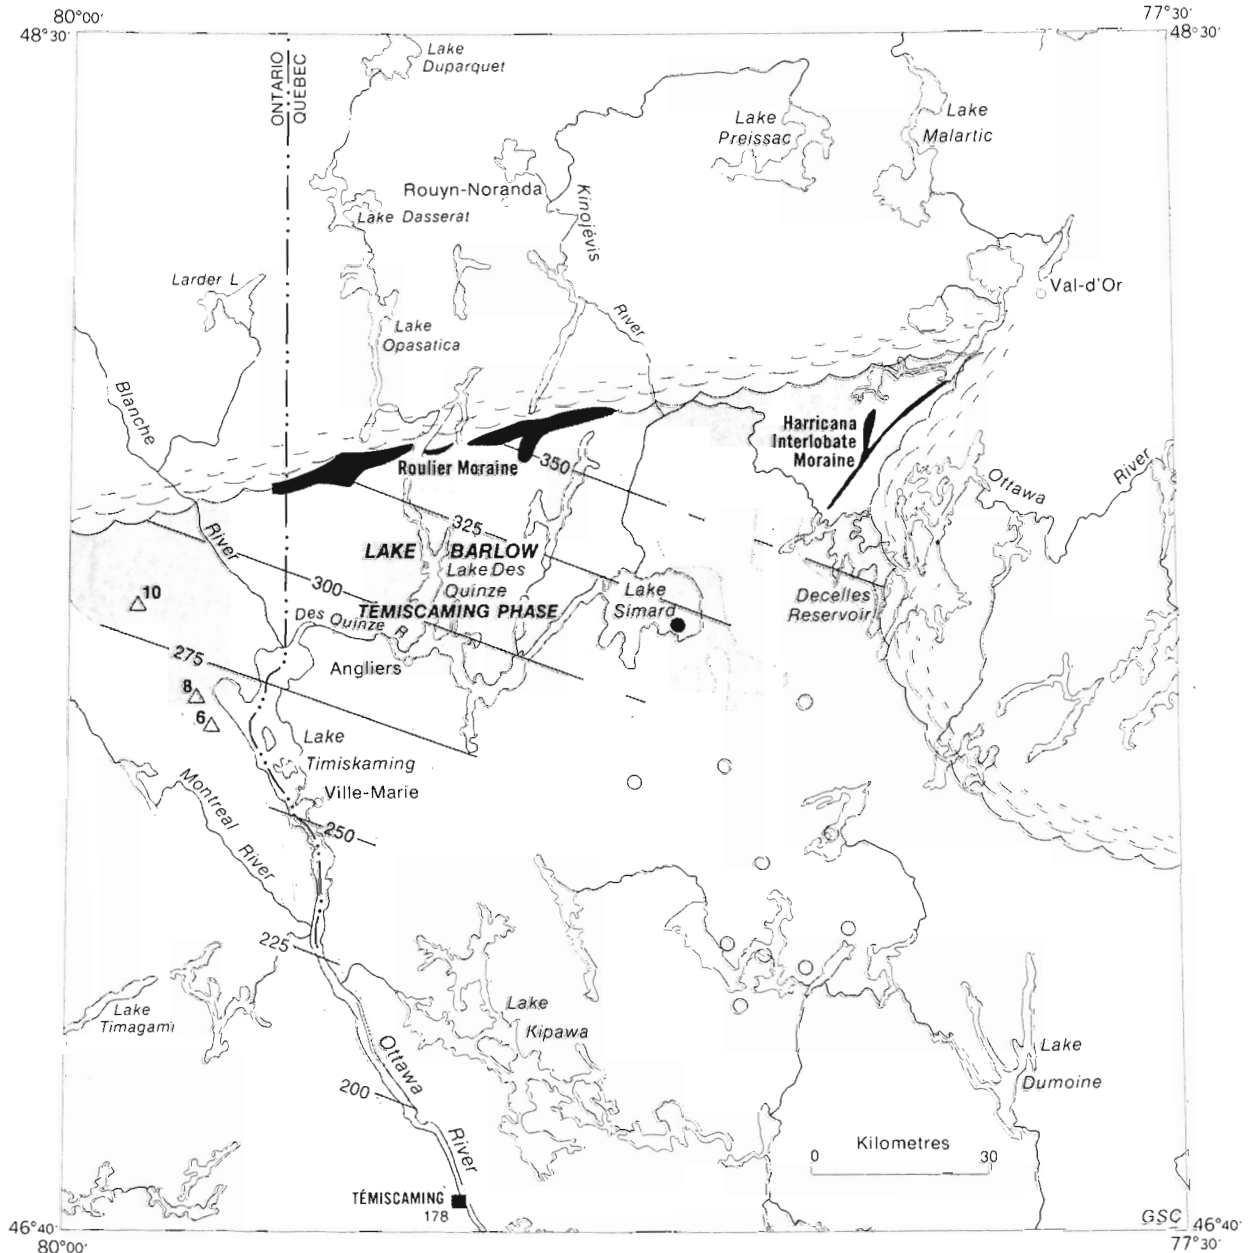 80°00'
77°30'
48°30'
48°30'
ONTARIO
QUEBEC
Lake
Duparquet
Lake
Preissac
Lake
Malartic
Rouyn-Noranda
Kinojévis
River
Lake Dasserat
Larder L
Val-d'Or
Lake
Opasatica
Blanche
River
Harricana
Interlobate
Moraine
Roulier Moraine
350
Ottawa
River
325
LAKE BARLOW
Lake Des
Quinze
TÉMISCAMING PHASE
300
10
Lake
Simard
Decelles
Reservoir
Des Quinze R
275
Angliers
8
6
Lake
Timiskaming
Ville-Marie
Montreal
River
250
225
Lake
Timagami
Lake
Kipawa
Ottawa
River
200
Lake
Dumoine
Kilometres
0 30
TÉMISCAMING
178
GSC
46°40'
46°40'
80°00'
77°30'